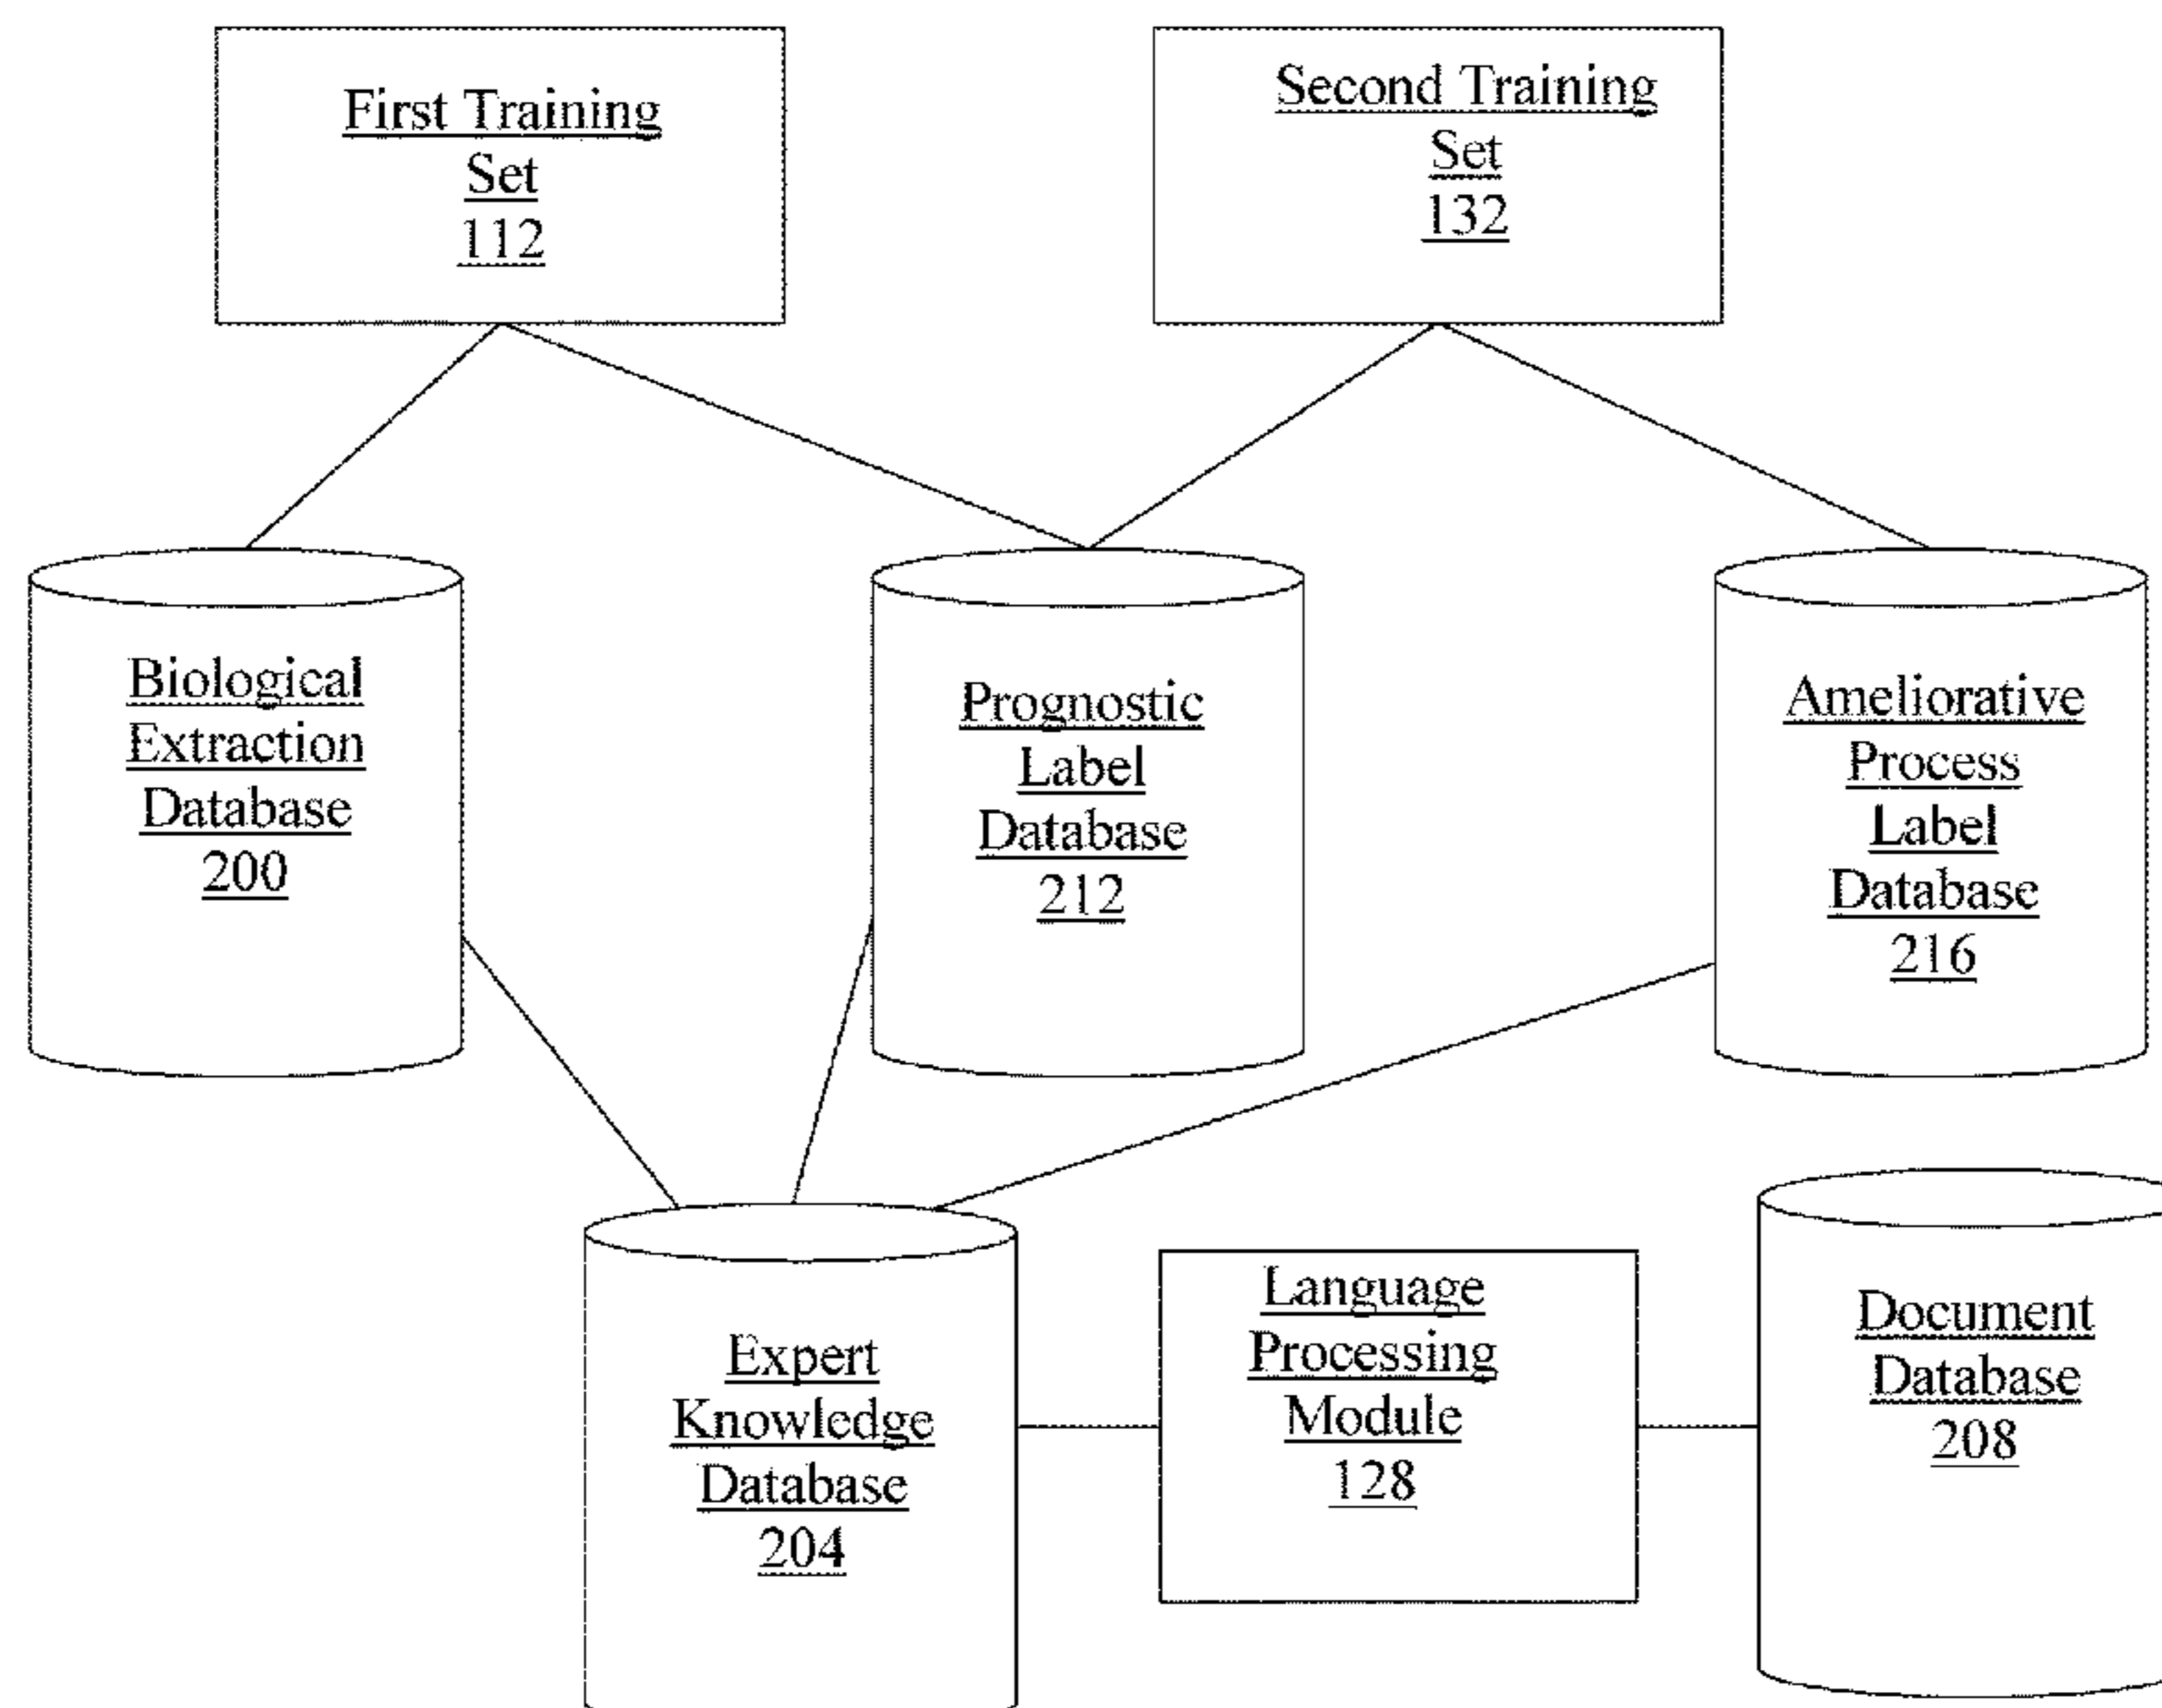 First Training
Set
112
Second Training
Set
132
Biological
Extraction
Database
200
Prognostic
Label
Database
212
Ameliorative
Process
Label
Database
216
Expert
Knowledge
Database
204
Language
Processing
Module
128
Document
Database
208